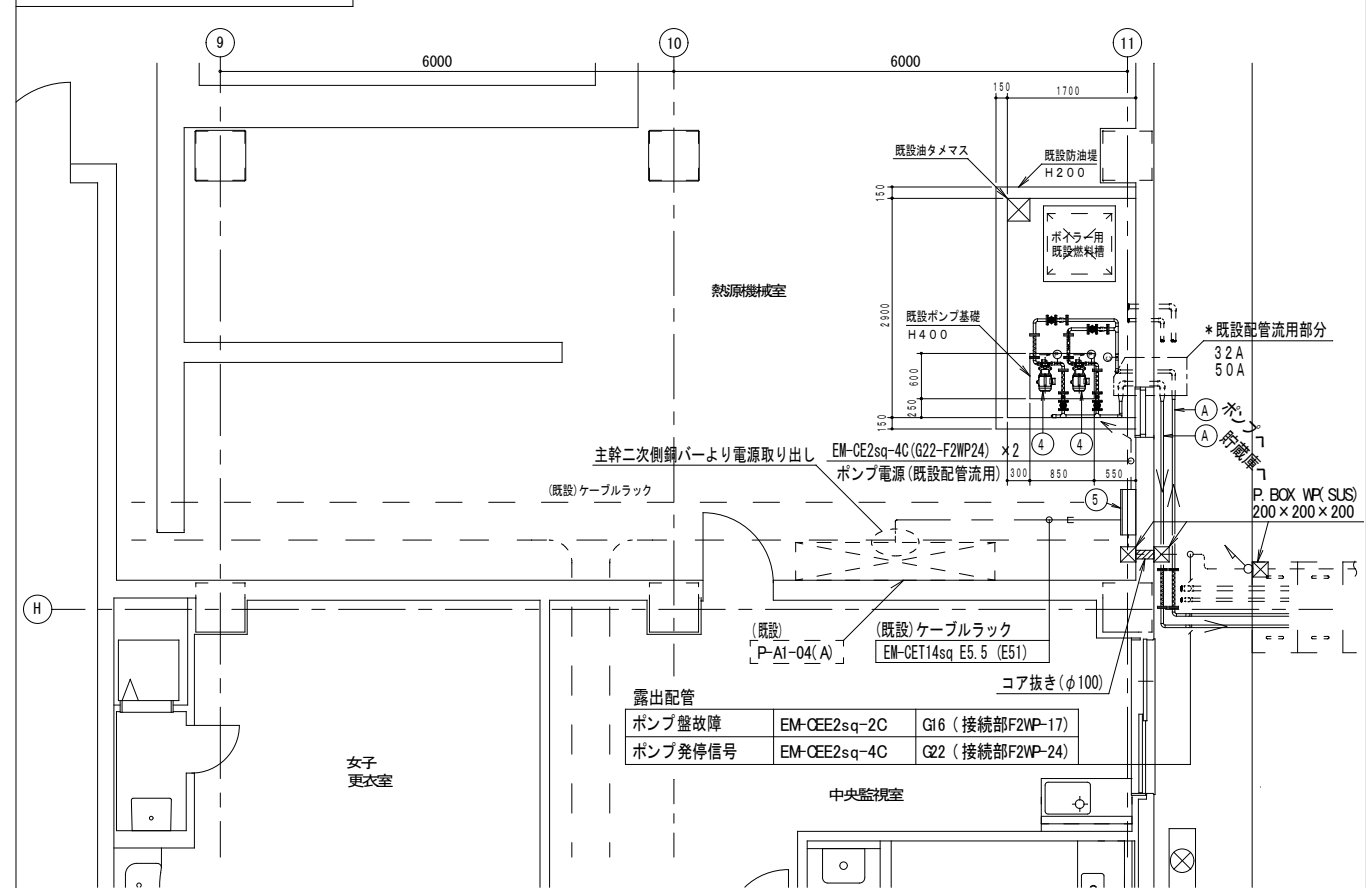 9
10
11
6000
6000
150
1700
既設油タメマス
既設防油堤
H200
150
ボイラー用
既設燃料槽
熱源機械室
2900
既設ポンプ基礎
H400
*既設配管流用部分
32A
50A
600
250
150
A
ポンプ
A
貯蔵庫
4
4
主幹二次側銅バーより電源取り出し
EM-CE2sq-4C(G22-F2WP24) ×2
ポンプ電源(既設配管流用)
300
850
550
(既設)ケーブルラック
5
P.BOX WP(SUS)
200×200×200
H
(既設)
P-A1-04(A)
(既設)ケーブルラック
EM-CET14sq E5.5 (E51)
コア抜き(φ100)
露出配管
ポンプ盤故障 EM-CEE2sq-2C G16 (接続部F2WP-17)
ポンプ発停信号 EM-CEE2sq-4C G22 (接続部F2WP-24)
女子
更衣室
中央監視室